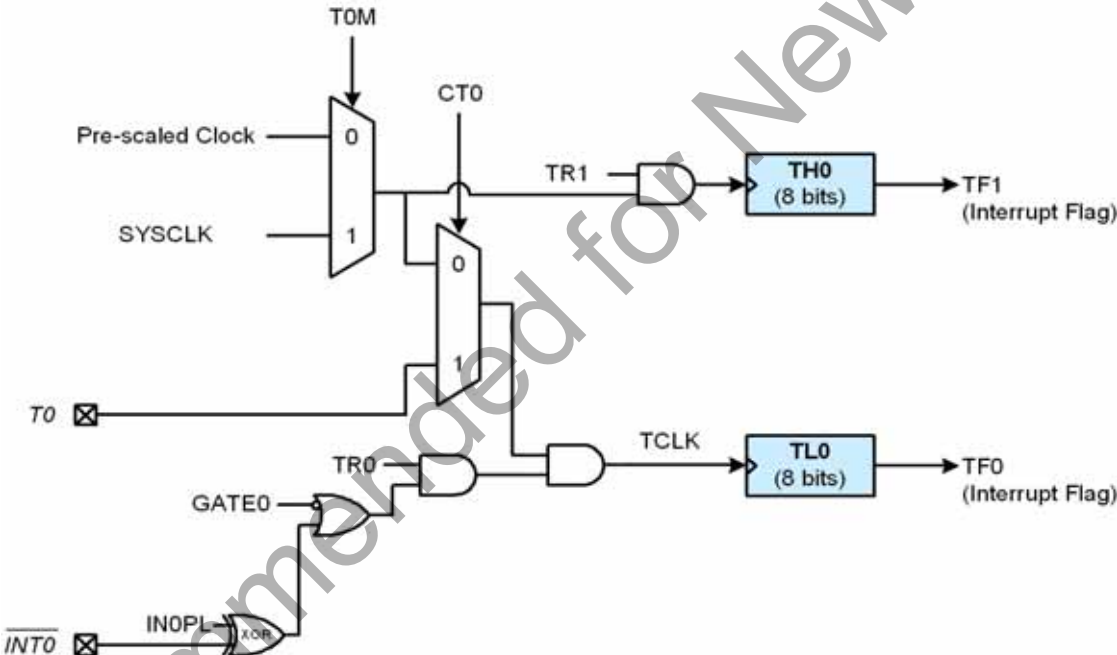 T0M
CT0
Pre-scaled Clock
0
TR1
TH0
(8 bits)
TF1
(Interrupt Flag)
SYSCLK
1
0
1
T0
TCLK
TR0
TL0
(8 bits)
TF0
(Interrupt Flag)
GATE0
IN0PL
XOR
INT0
ommended for New